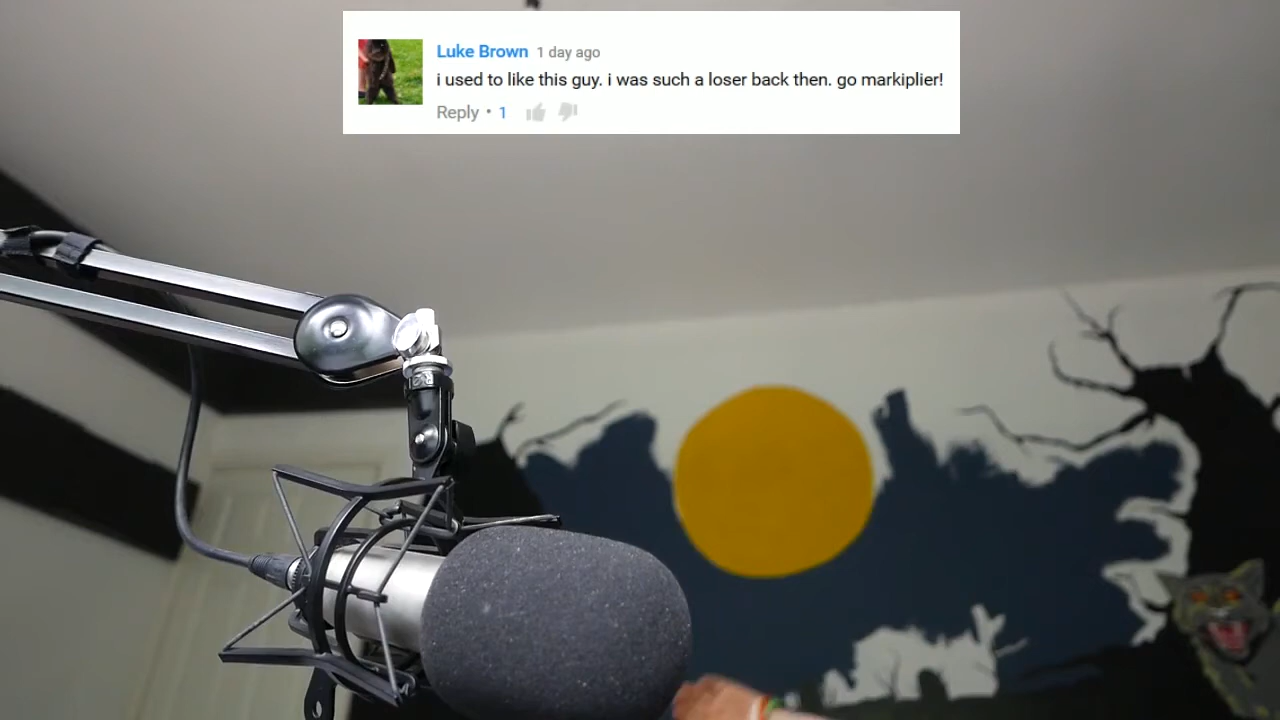 Luke Brown 1 day ago
i used to like this guy. i was such a loser back then. go markiplier!
Reply • 1